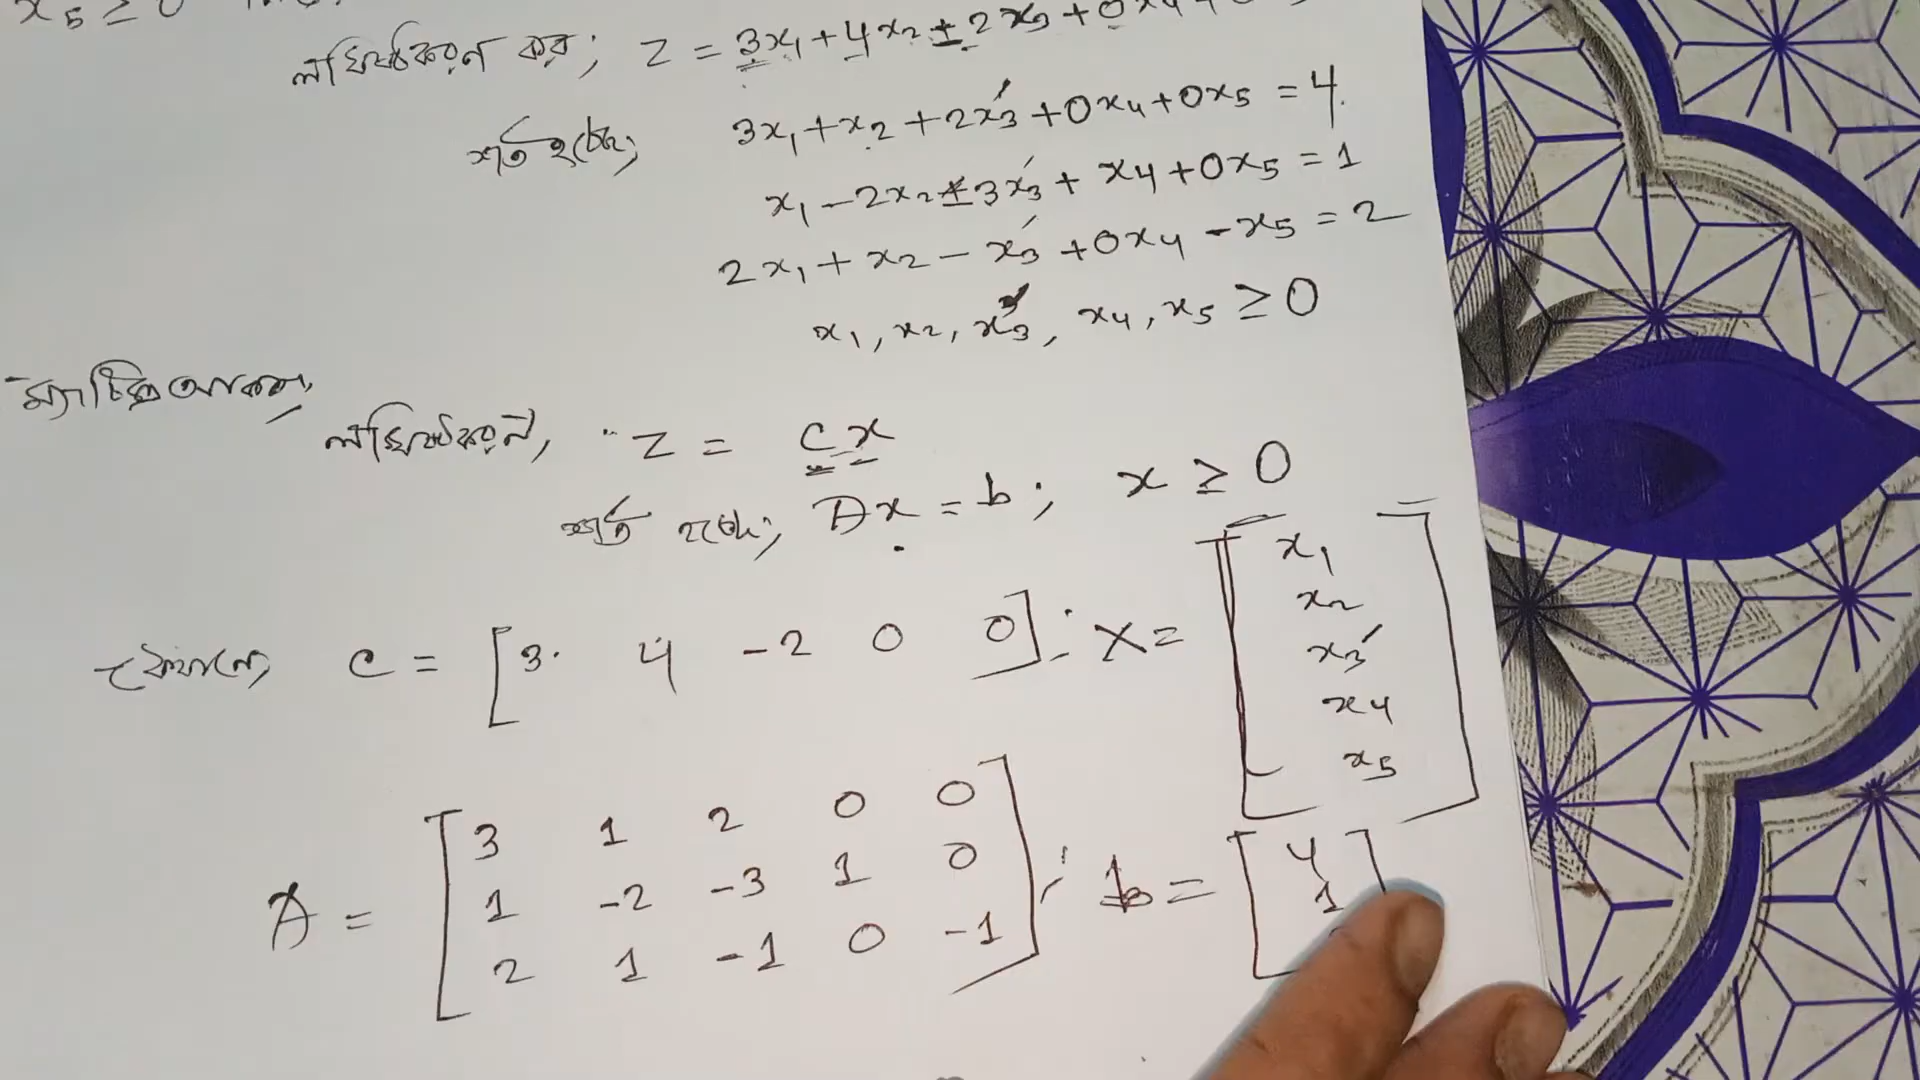 x₅ ≥ 0
লঘিষ্ঠকরণ কর; Z = 3x₁ + 4x₂ ± 2x₃ + 0x₄ +
শর্ত হচ্ছে; 3x₁ + x₂ + 2x₃′ + 0x₄ + 0x₅ = 4
x₁ - 2x₂ ± 3x₃′ + x₄ + 0x₅ = 1
2x₁ + x₂ - x₃′ + 0x₄ - x₅ = 2
x₁, x₂, x₃′, x₄, x₅ ≥ 0
ম্যাট্রিক্স আকার,
লঘিষ্ঠকরণ, Z = cx
শর্ত হচ্ছে; Ax = b; x ≥ 0
যেখানে c = [3 4 -2 0 0]; X = [x₁ x₂ x₃′ x₄ x₅]
A = [3 1 2 0 0
1 -2 -3 1 0
2 1 -1 0 -1]; b = [4 1